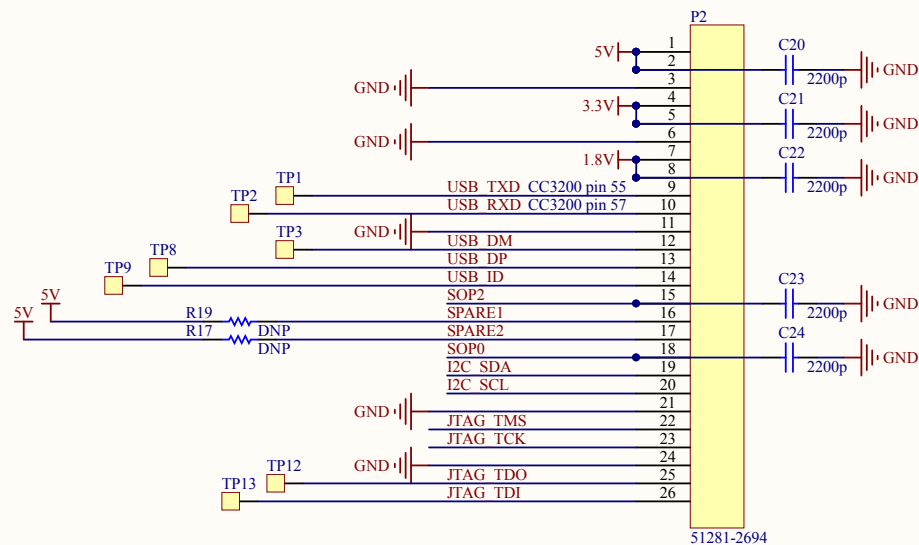 P2
1
5V
C20
2
GND
2200p
GND
3
4
3.3V
C21
5
GND
2200p
GND
6
7
1.8V
C22
8
GND
2200p
TP1
USB_TXD CC3200 pin 55
9
TP2
USB_RXD CC3200 pin 57
10
GND
11
TP3
USB_DM
12
TP8
USB_DP
13
TP9
USB_ID
14
5V
SOP2
15
C23
GND
2200p
5V
R19
SPARE1
16
DNP
R17
SPARE2
17
DNP
SOP0
18
C24
GND
2200p
I2C_SDA
19
I2C_SCL
20
GND
21
JTAG_TMS
22
JTAG_TCK
23
GND
24
TP12
JTAG_TDO
25
TP13
JTAG_TDI
26
51281-2694